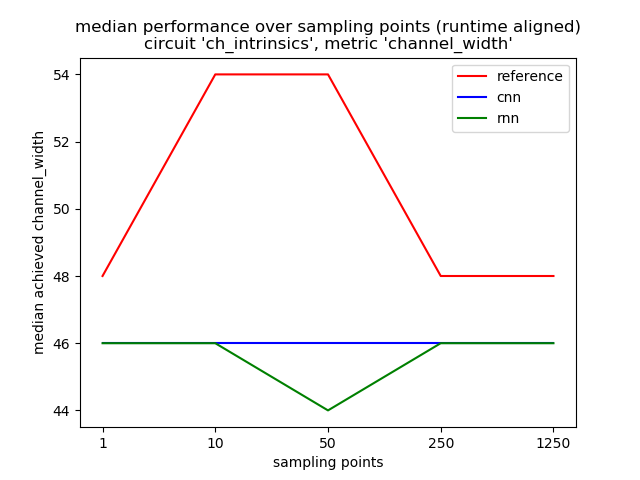 median performance over sampling points (runtime aligned)
circuit 'ch_intrinsics', metric 'channel_width'
reference
cnn
rnn
median achieved channel_width
54
52
50
48
46
44
1
10
50
250
1250
sampling points